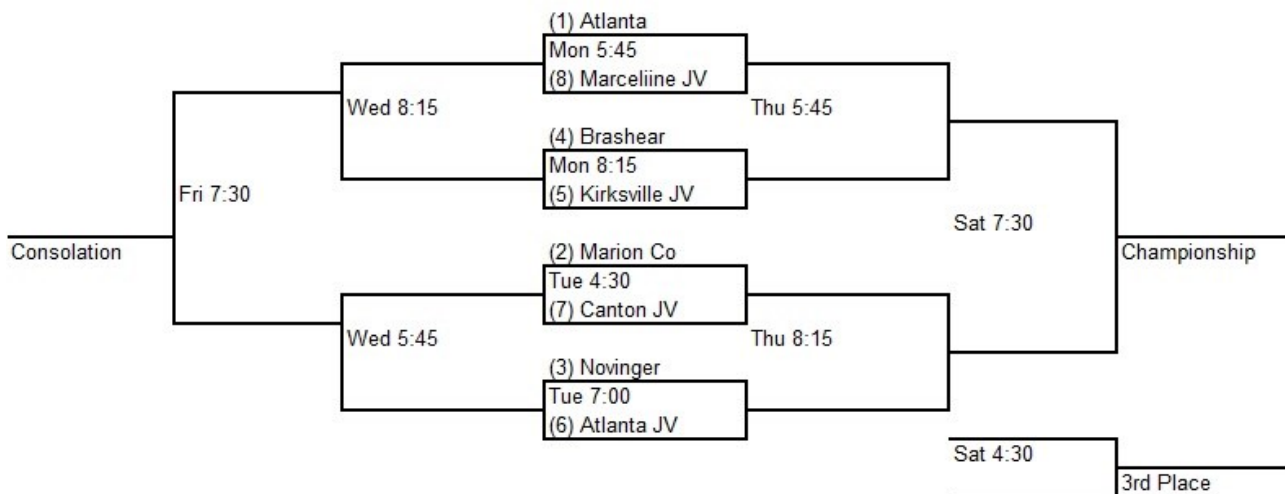 (1) Atlanta
Mon 5:45
(8) Marceliine JV
Wed 8:15
Thu 5:45
(4) Brashear
Mon 8:15
(5) Kirksville JV
Fri 7:30
Sat 7:30
Consolation
(2) Marion Co
Championship
Tue 4:30
(7) Canton JV
Wed 5:45
Thu 8:15
(3) Novinger
Tue 7:00
(6) Atlanta JV
Sat 4:30
3rd Place